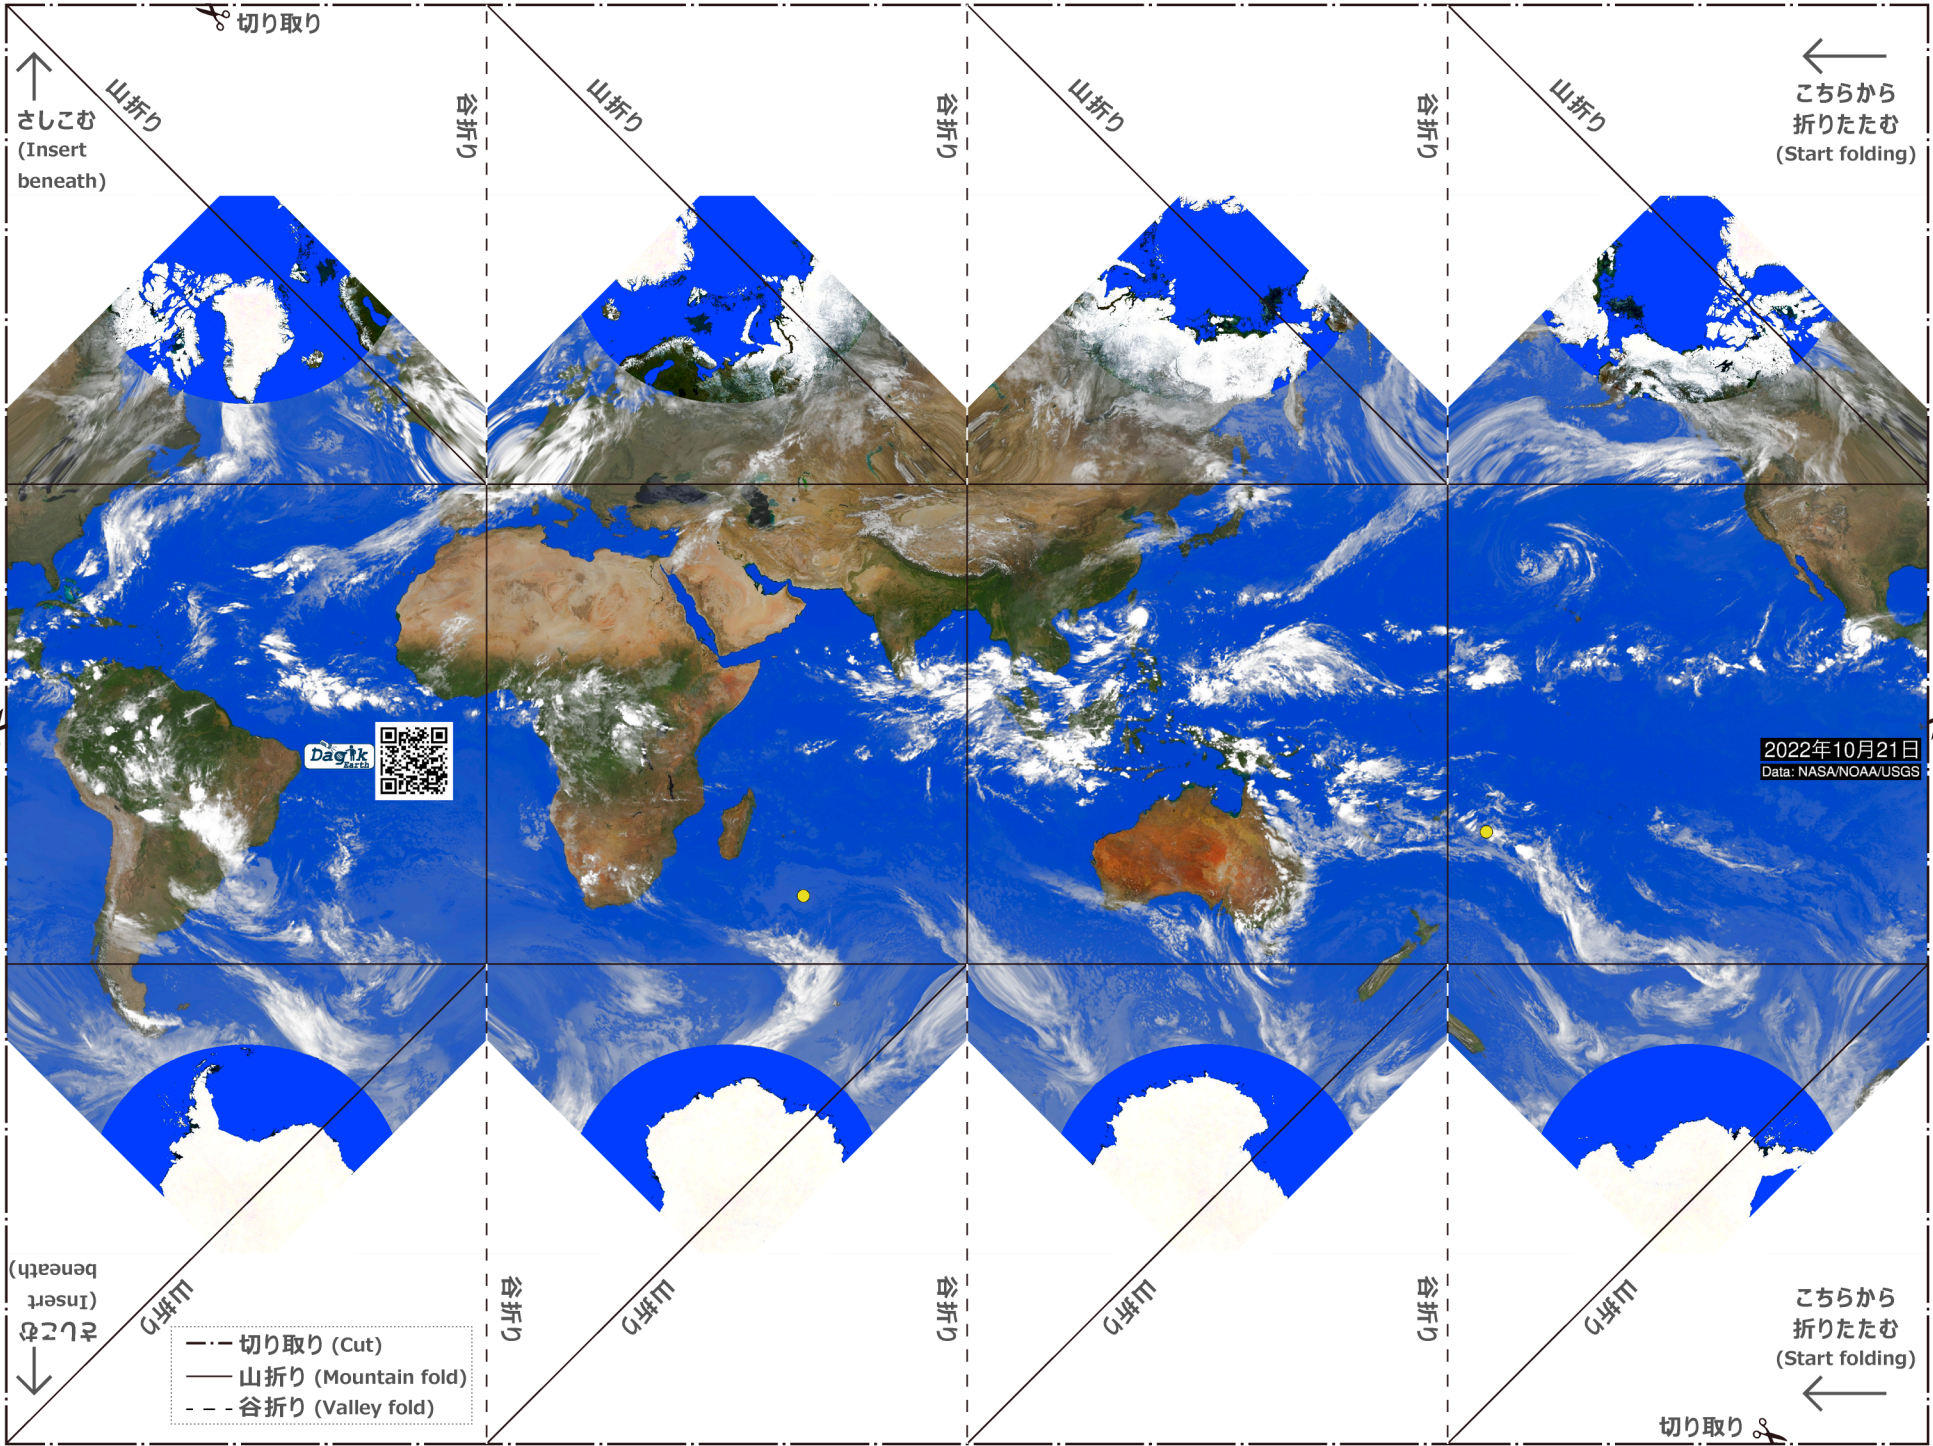 切り取り
山折り
谷折り
山折り
谷折り
山折り
谷折り
山折り
さしこむ
(Insert
beneath)
こちらから
折りたたむ
(Start folding)
Dagik
Earth
2022年10月21日
Data: NASA/NOAA/USGS
さしこむ
(Insert
beneath)
山折り
谷折り
山折り
谷折り
山折り
谷折り
山折り
こちらから
折りたたむ
(Start folding)
切り取り (Cut)
山折り (Mountain fold)
谷折り (Valley fold)
切り取り